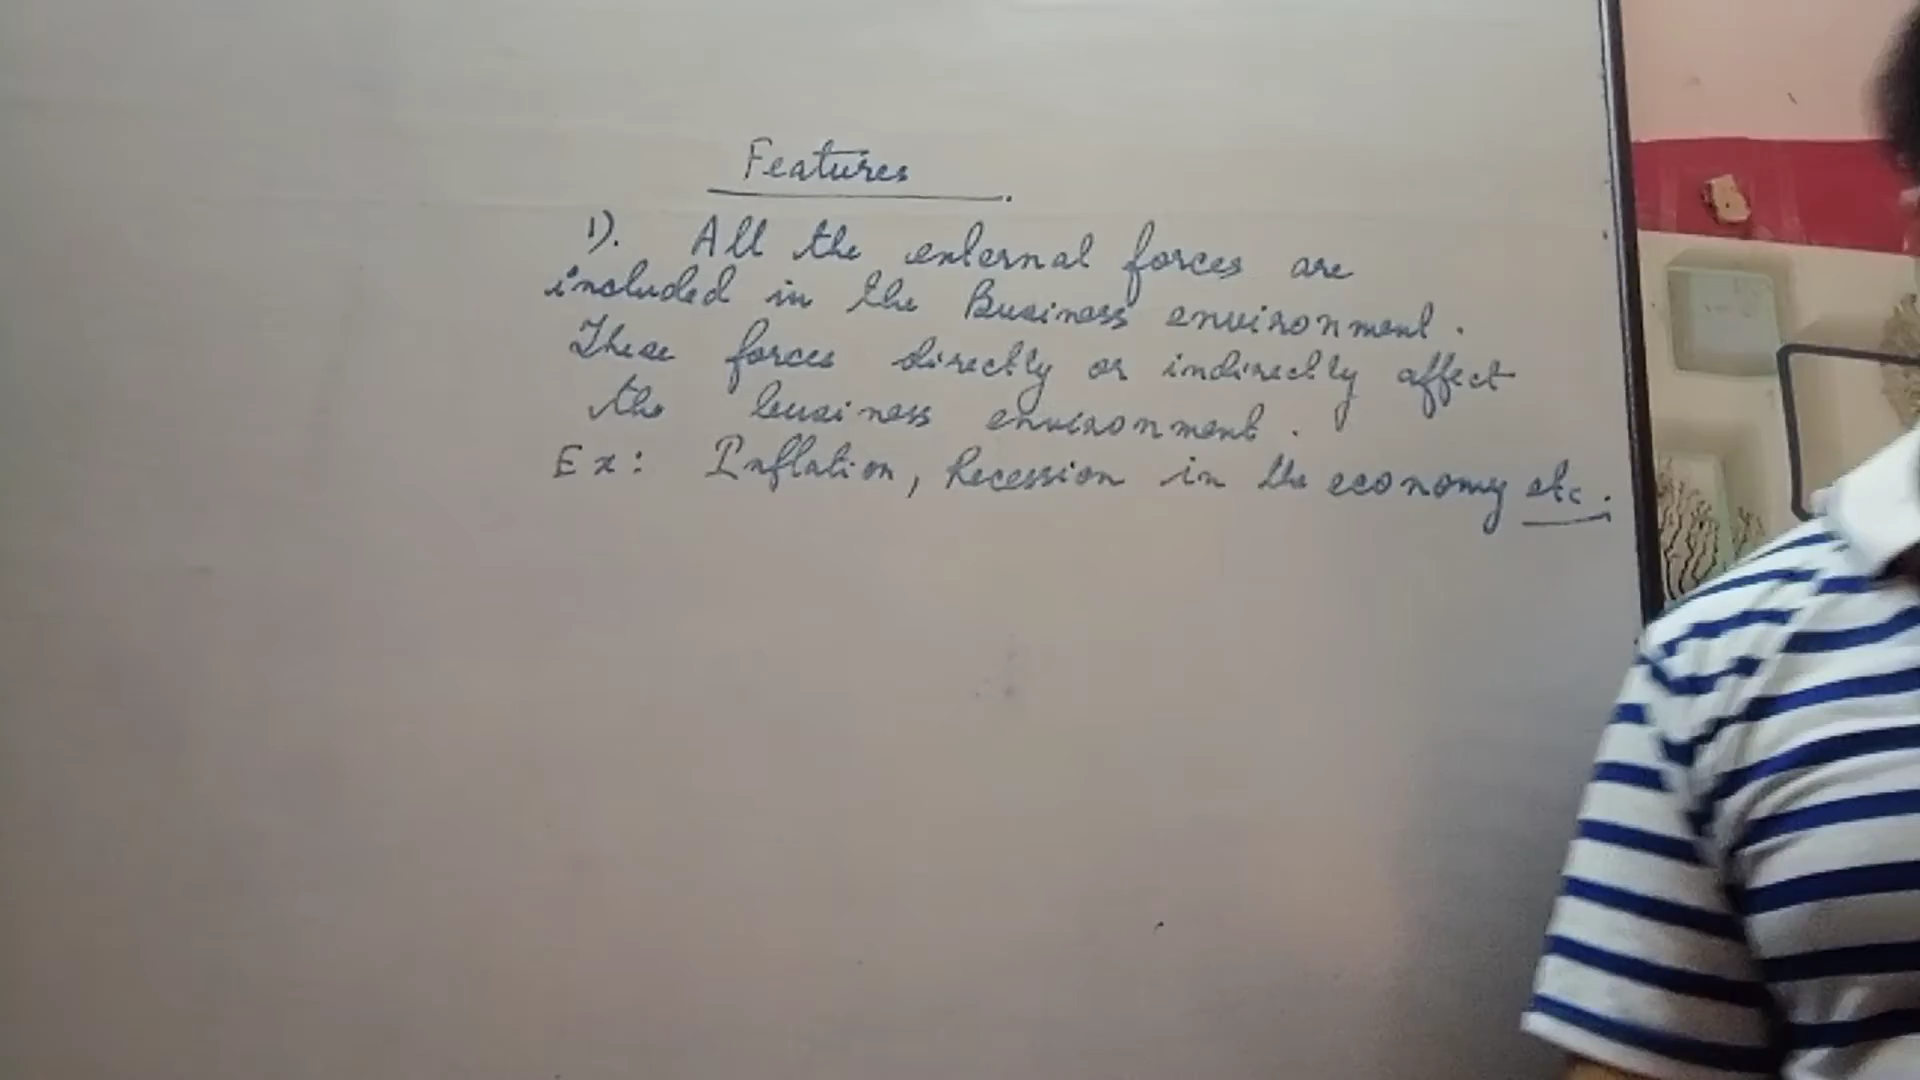 Features
1). All the external forces are
included in the Business environment.
These forces directly or indirectly affect
the business environment.
Ex: Inflation, Recession in the economy etc.